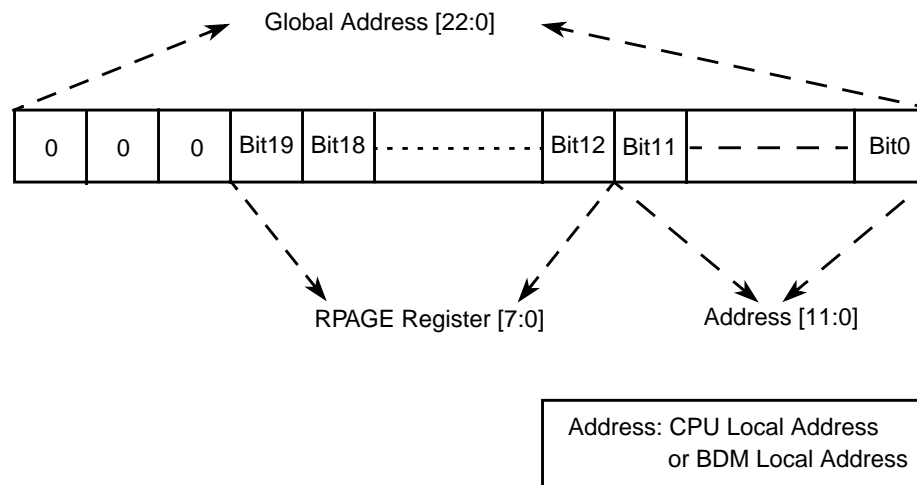 Global Address [22:0]
0 0 0 Bit19 Bit18 Bit12 Bit11 Bit0
RPAGE Register [7:0] Address [11:0]
Address: CPU Local Address
or BDM Local Address